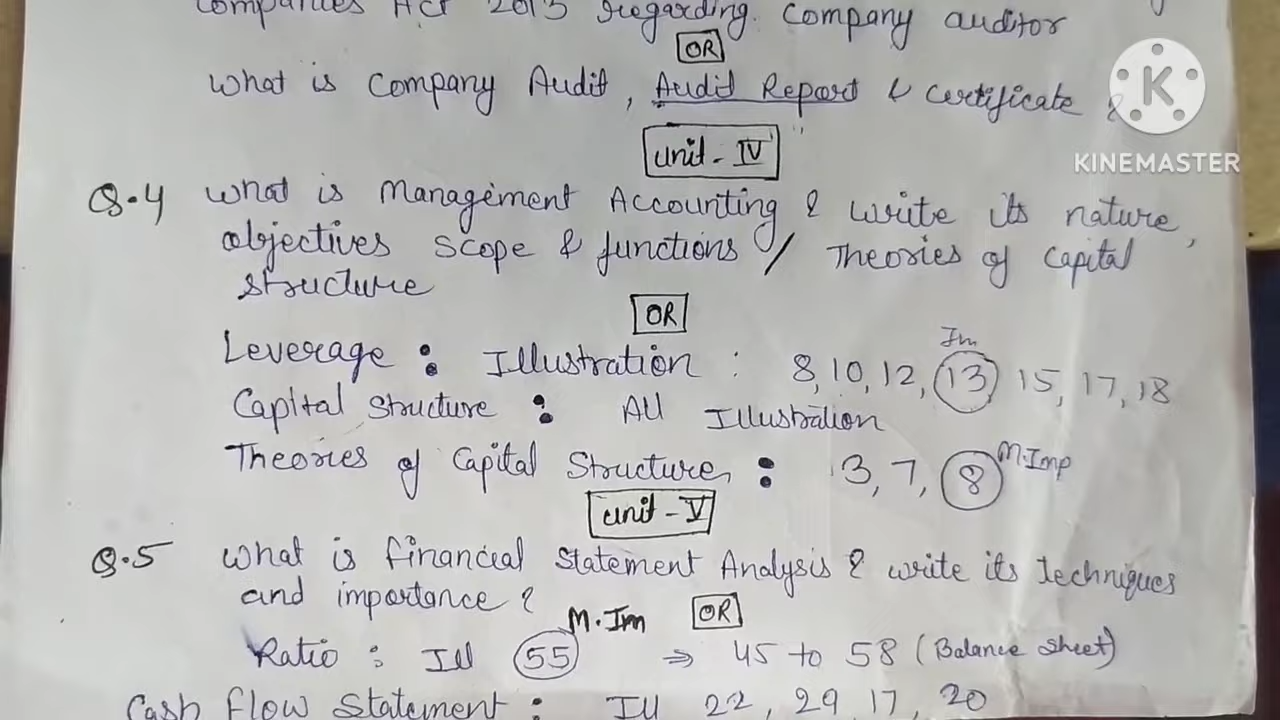 Companies Act 2013 regarding Company auditor
OR
What is Company Audit, Audit Report & Certificate ?
K
KINEMASTER
Unit - IV
Q.4 What is Management Accounting ? write its nature,
objectives scope & functions / Theories of Capital
structure
OR
Im
Leverage : Illustration : 8, 10, 12, 13 15, 17, 18
Capital Structure : All Illustration
Theories of Capital Structure : 3, 7, 8 M.Imp
Unit - V
Q.5 What is financial Statement Analysis ? write its techniques
and importance ?
M.Im OR
Ratio : Ill 55 ⇒ 45 to 58 (Balance sheet)
Cash flow Statement : Ill 22, 29, 17, 20